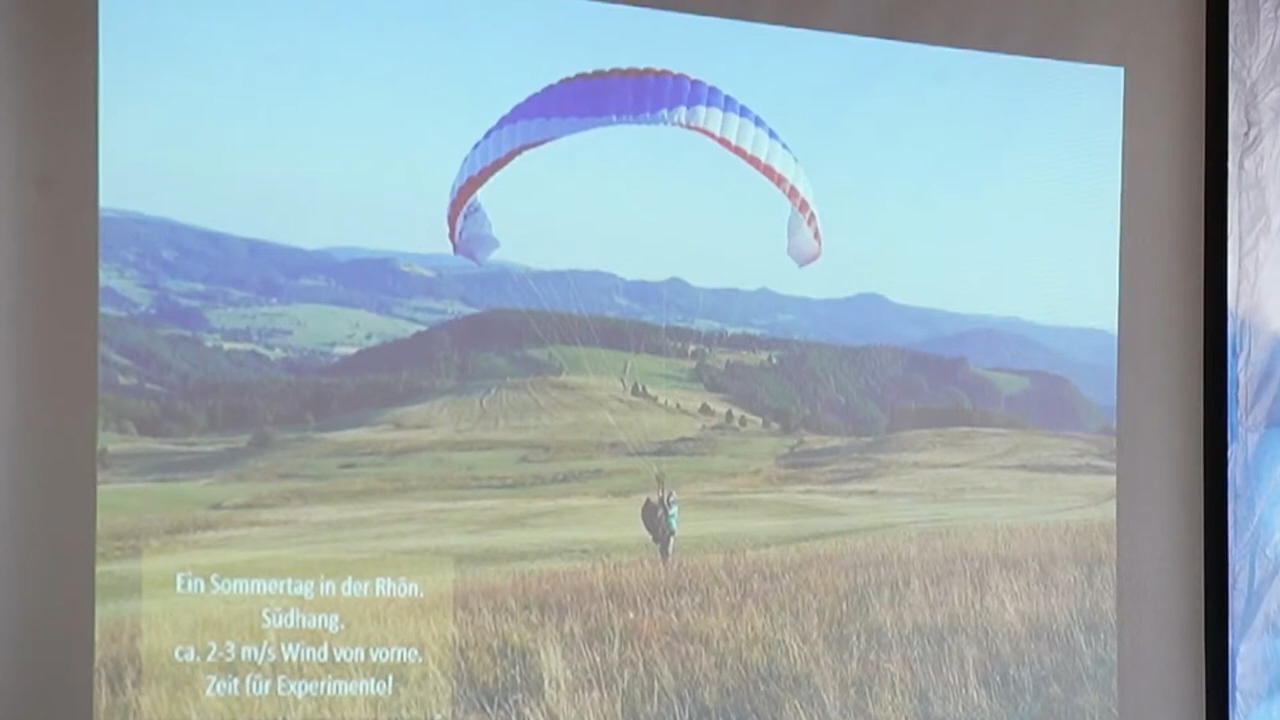 Ein Sommertag in der Rhön.
Südhang.
ca. 2-3 m/s Wind von vorne.
Zeit für Experimente!